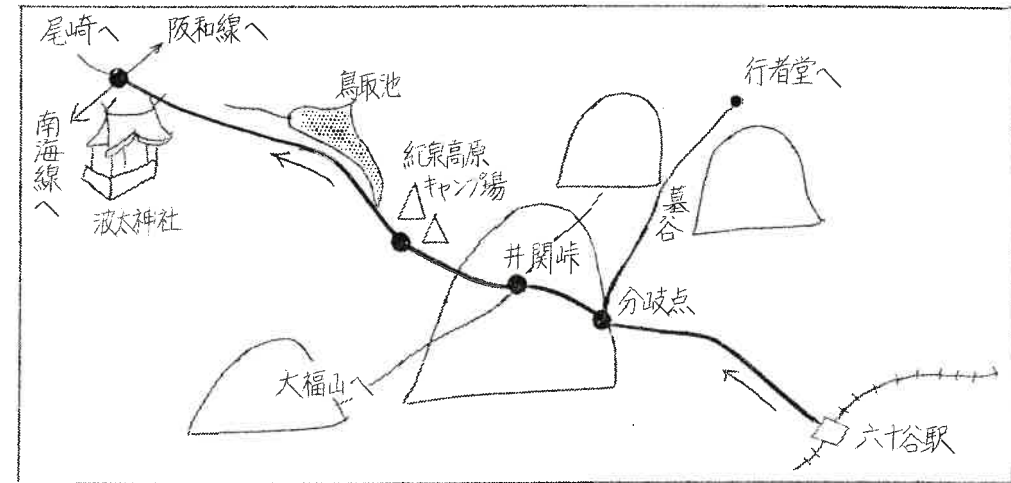 尾崎へ
阪和線へ
南海線へ
波太神社
鳥取池
紀泉高原
キャンプ場
行者堂へ
墓谷
井関峠
分岐点
大福山へ
六十谷駅